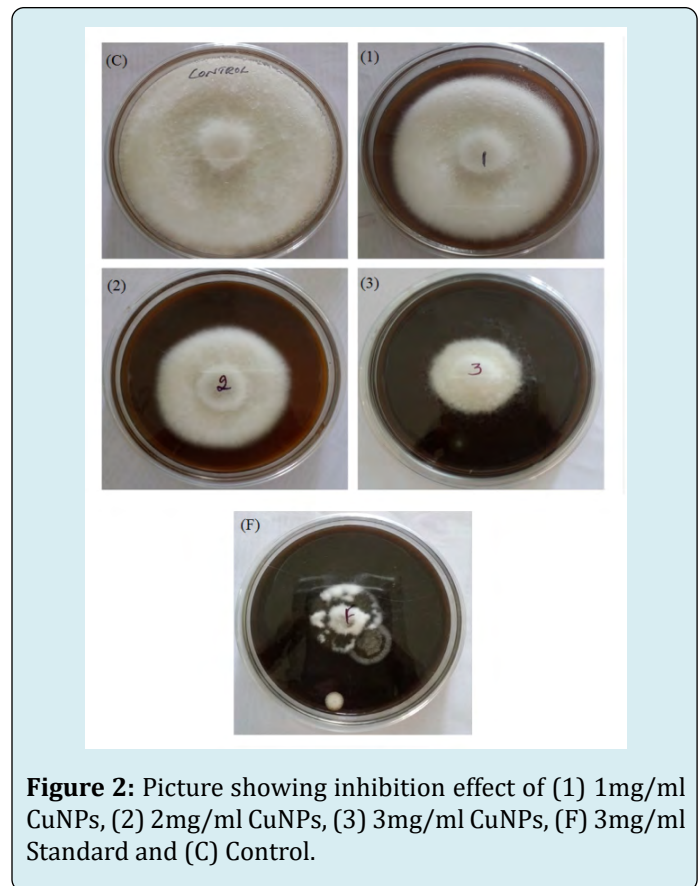 (C)
CONTROL
(1)
1
(2)
2
(3)
3
(F)
F
Figure 2: Picture showing inhibition effect of (1) 1mg/ml
CuNPs, (2) 2mg/ml CuNPs, (3) 3mg/ml CuNPs, (F) 3mg/ml
Standard and (C) Control.